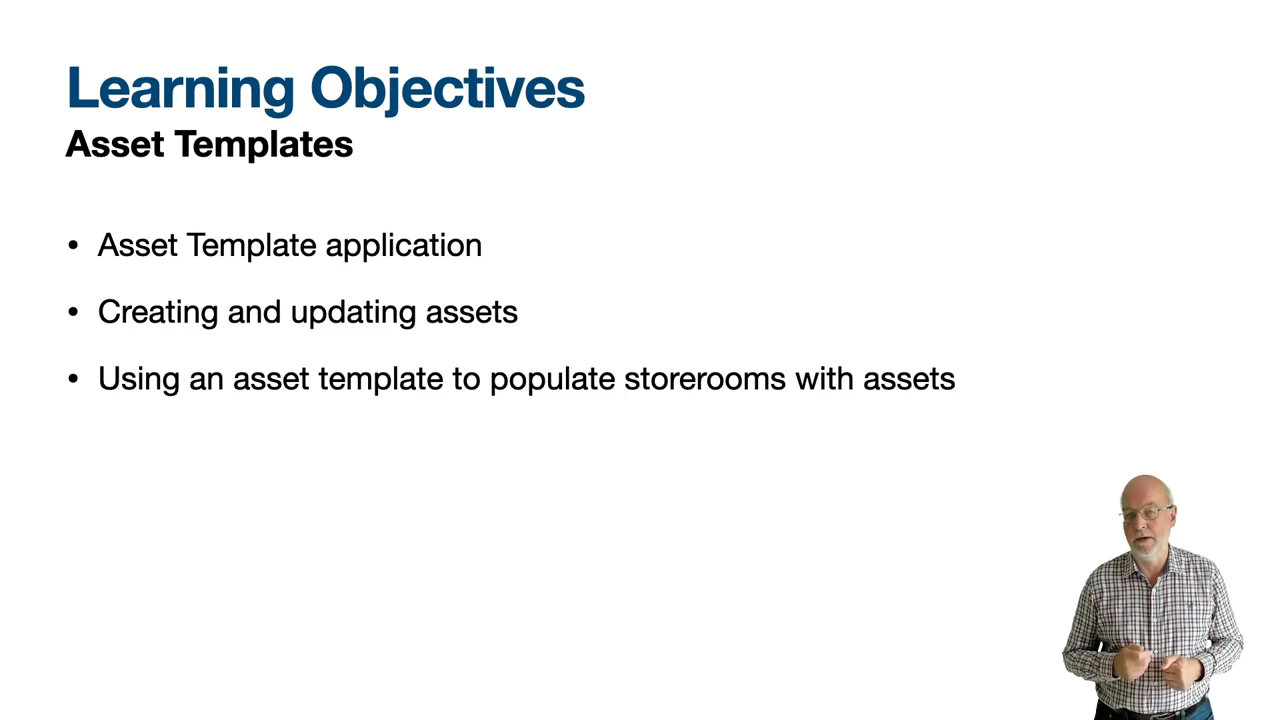 Learning Objectives
Asset Templates
• Asset Template application
• Creating and updating assets
• Using an asset template to populate storerooms with assets